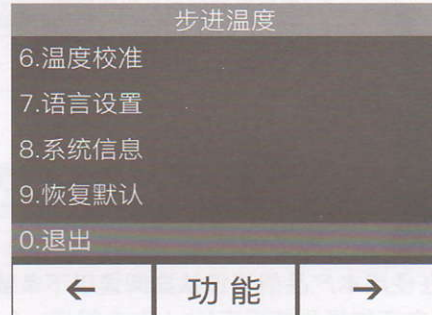 步进温度
6.温度校准
7.语言设置
8.系统信息
9.恢复默认
0.退出
← 功能 →